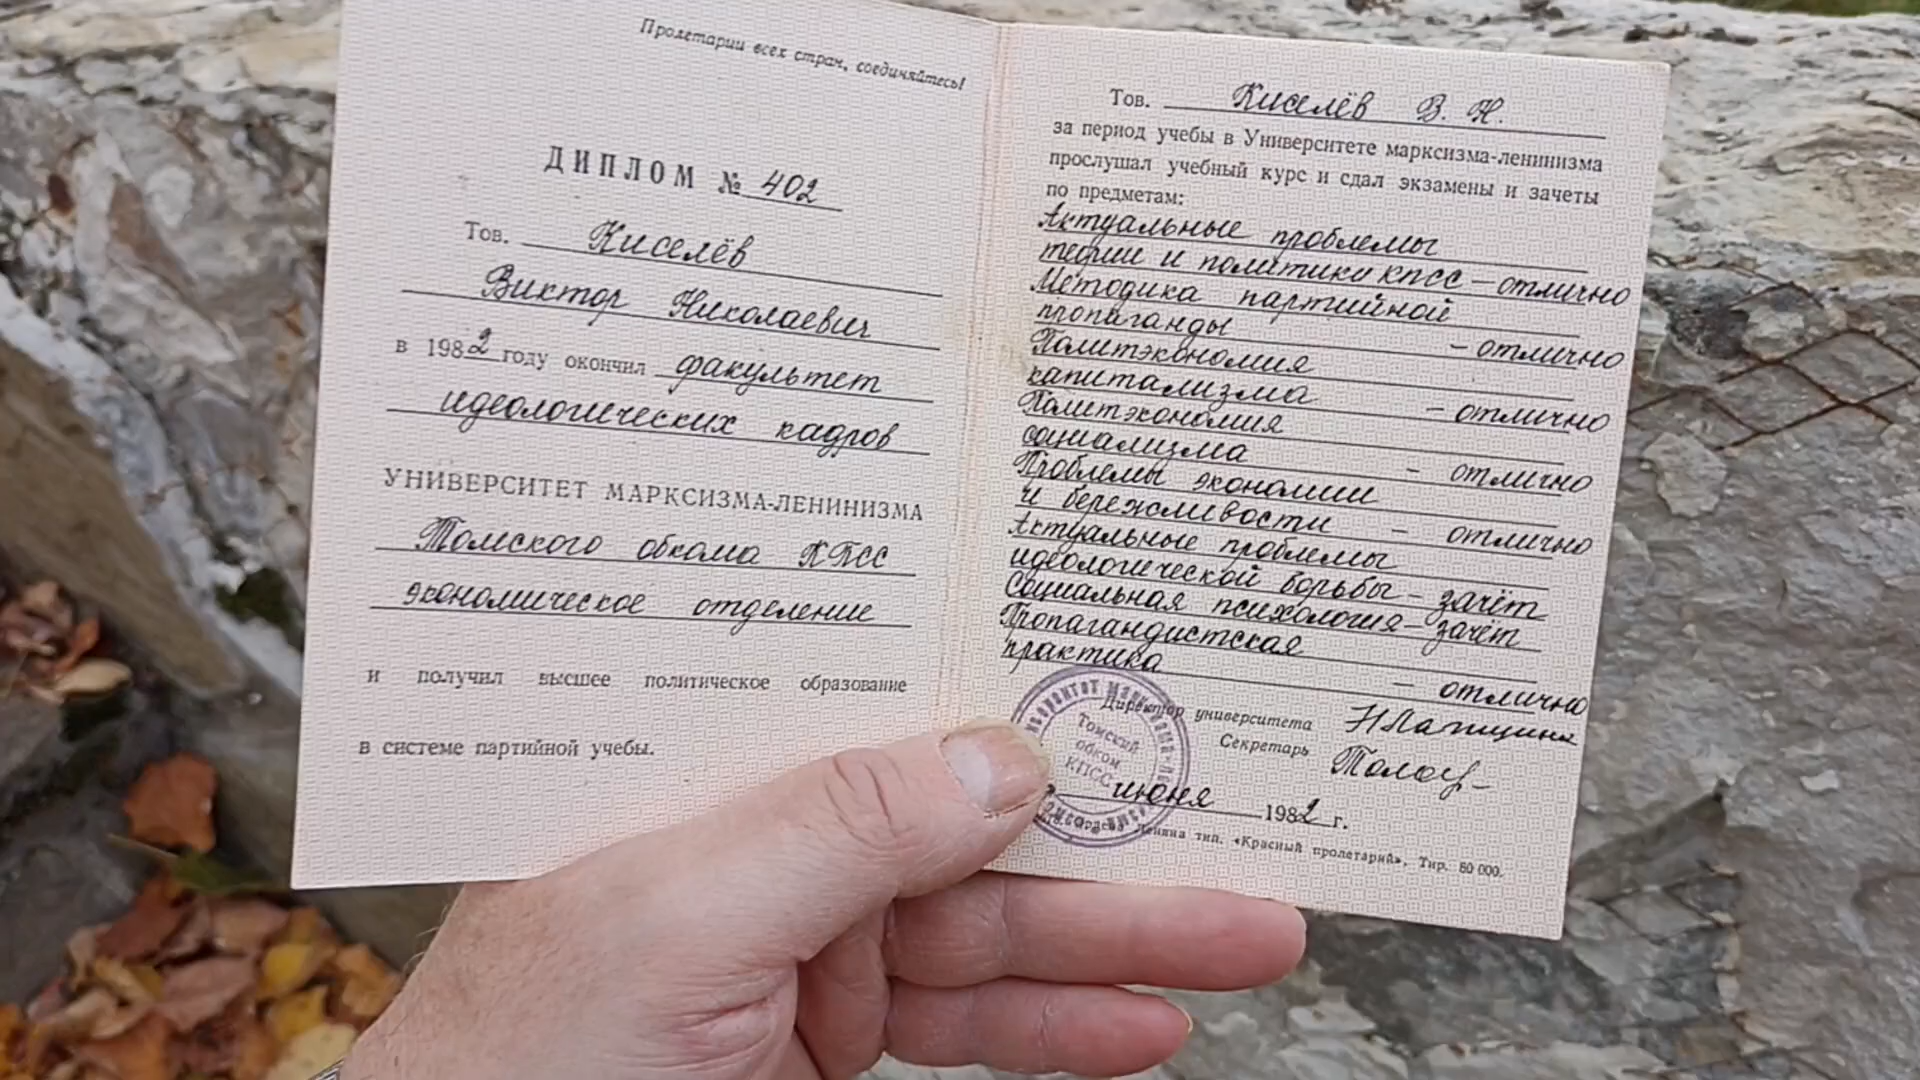 Пролетарии всех стран, соединяйтесь!
ДИПЛОМ № 402
Тов. Киселёв
Виктор Николаевич
в 1982 году окончил факультет
идеологических кадров
УНИВЕРСИТЕТ МАРКСИЗМА-ЛЕНИНИЗМА
Томского обкома КПСС
экономическое отделение
и получил высшее политическое образование
в системе партийной учебы.
Тов. Киселёв В. Н.
за период учебы в Университете марксизма-ленинизма
прослушал учебный курс и сдал экзамены и зачеты
по предметам:
Актуальные проблемы
теории и политики КПСС – отлично
Методика партийной
пропаганды – отлично
Политэкономия
капитализма – отлично
Политэкономия
социализма – отлично
Проблемы экономии
и бережливости – отлично
Актуальные проблемы
идеологической борьбы – зачёт
Социальная психология – зачёт
Пропагандистская
практика – отлично
Директор университета
Секретарь
Томский
обком
КПСС
июня 1982 г.
Ленина тип. «Красный пролетарий». Тир. 80 000.